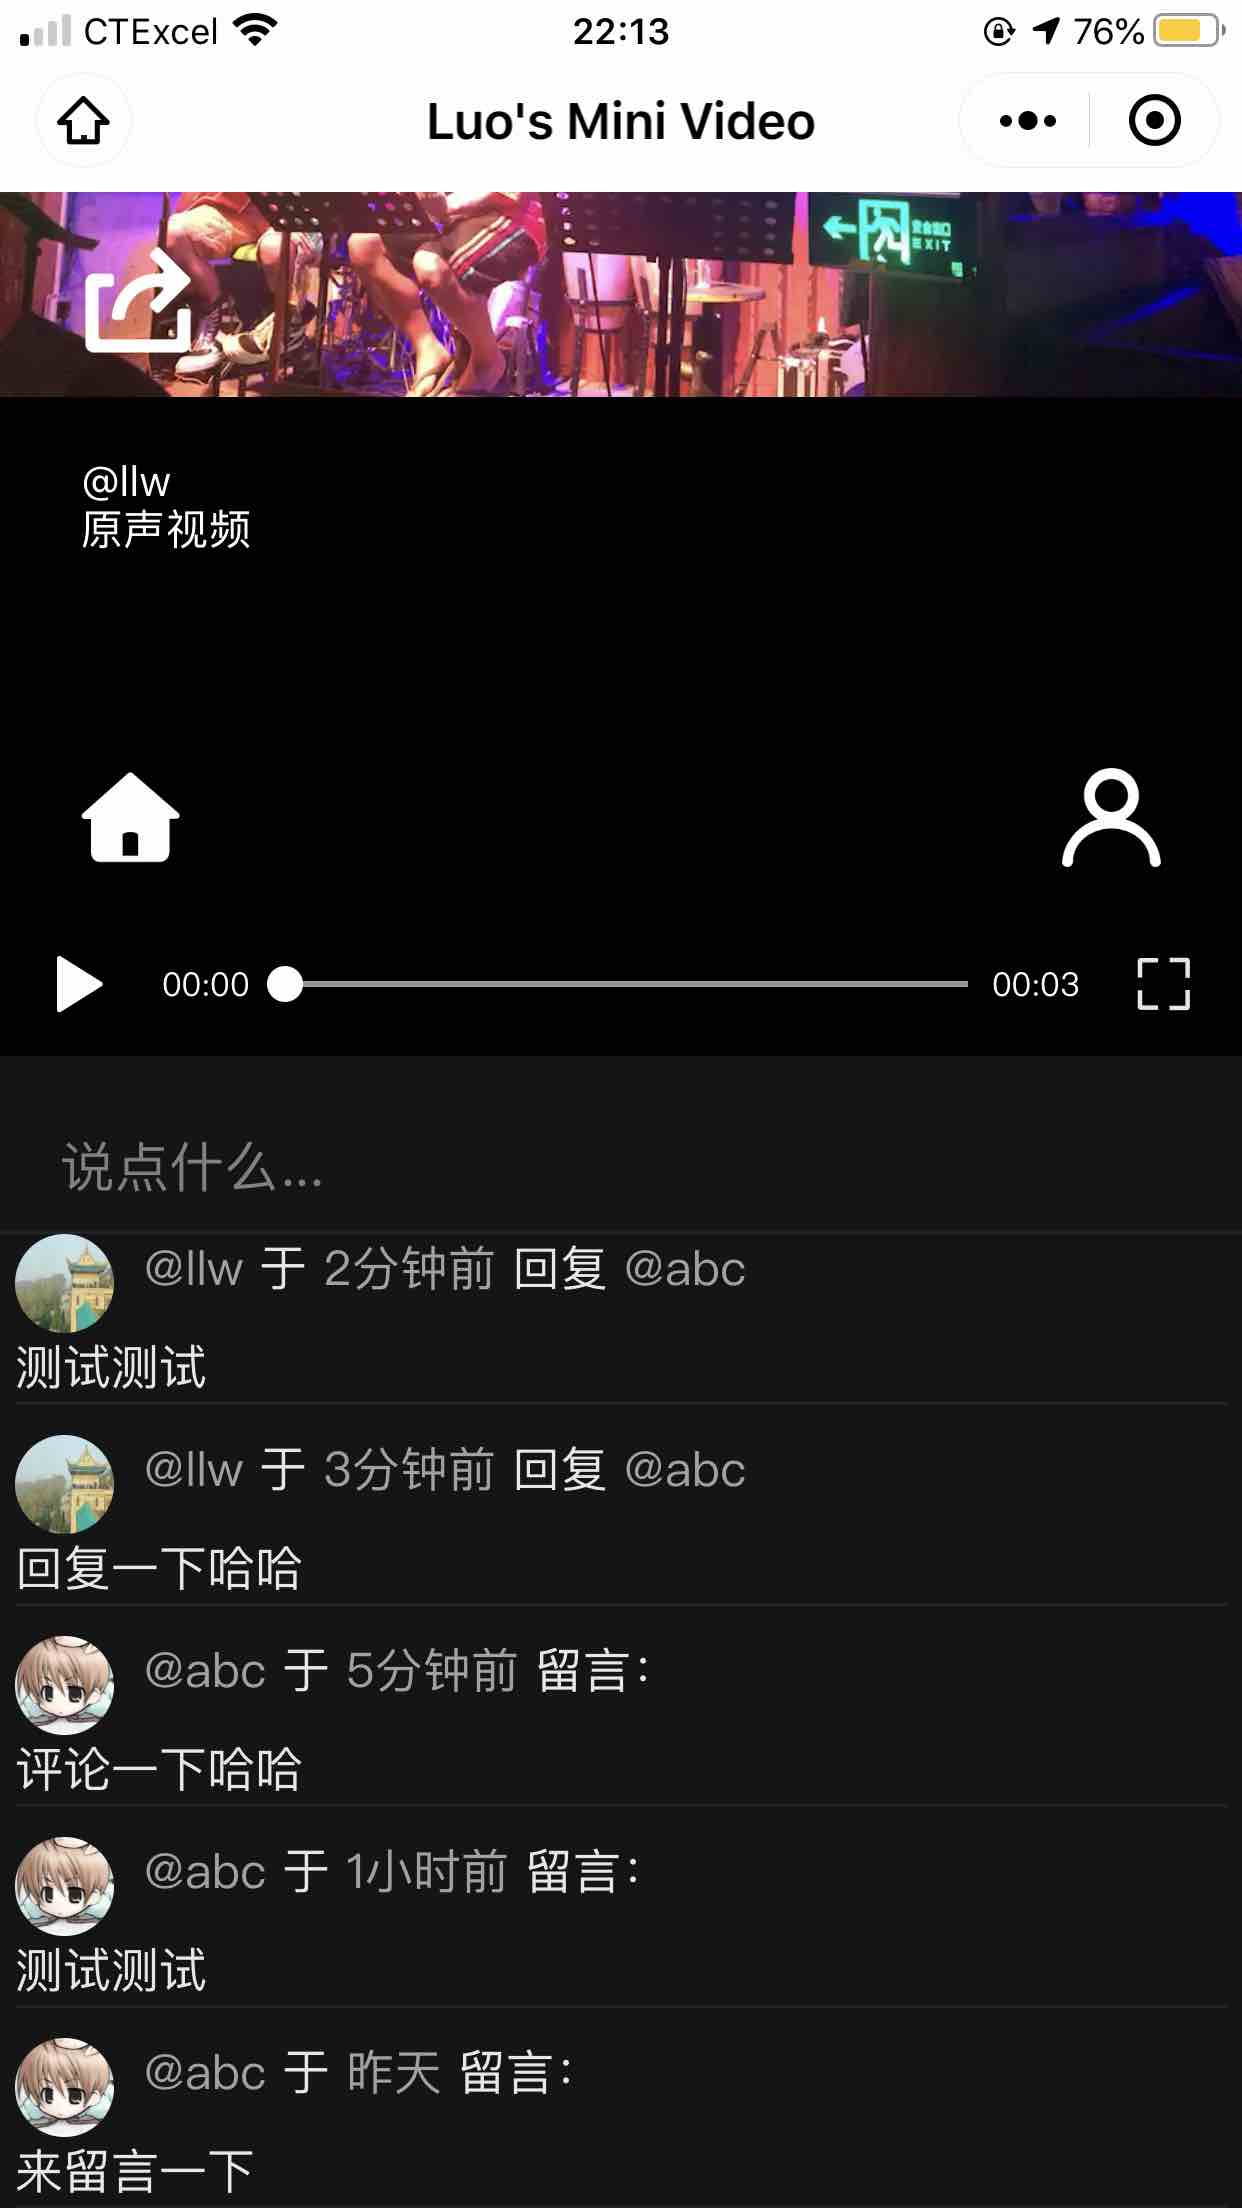 CTExcel 22:13 76%
Luo's Mini Video
EXIT
@llw
原声视频
00:00 00:03
说点什么...
@llw 于 2分钟前 回复 @abc
测试测试
@llw 于 3分钟前 回复 @abc
回复一下哈哈
@abc 于 5分钟前 留言：
评论一下哈哈
@abc 于 1小时前 留言：
测试测试
@abc 于 昨天 留言：
来留言一下